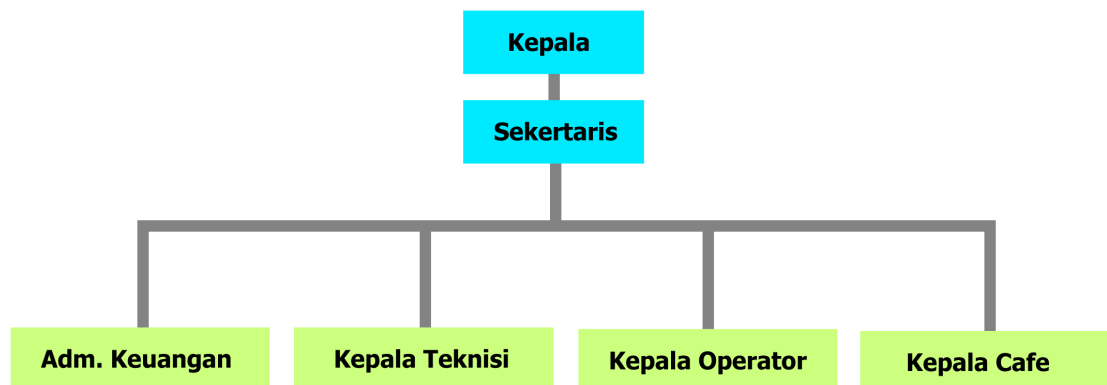 Kepala
Sekertaris
Adm. Keuangan
Kepala Teknisi
Kepala Operator
Kepala Cafe